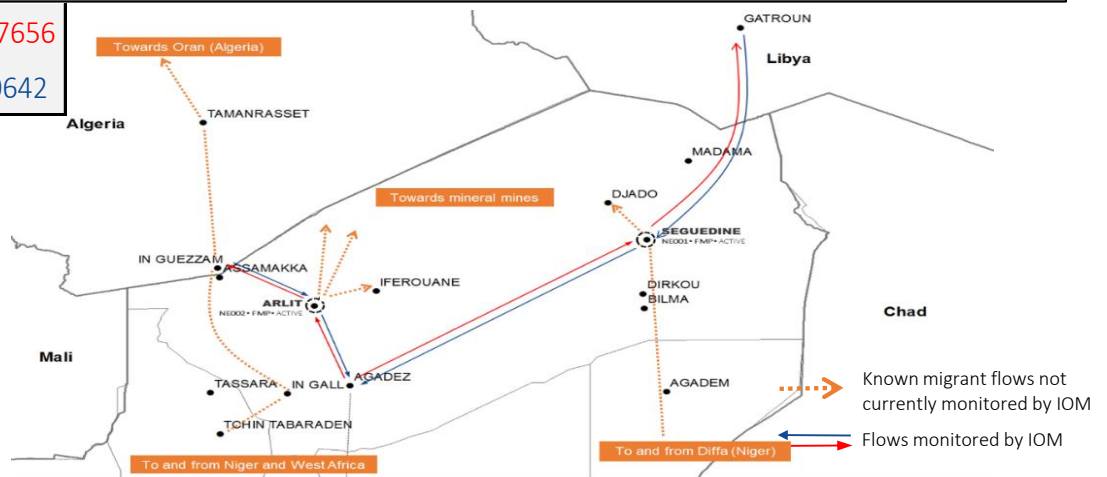 7656
0642
GATROUN
Towards Oran (Algeria)
Libya
TAMANRASSET
Algeria
MADAMA
Towards mineral mines
DJADO
SEGUEDINE
NE001 • FMP • ACTIVE
IN GUEZZAM
ASSAMAKKA
IFEROUANE
DIRKOU
BILMA
ARLIT
NE002 • FMP • ACTIVE
Chad
Mali
AGADEZ
TASSARA
IN GALL
AGADEM
Known migrant flows not
currently monitored by IOM
TCHIN TABARADEN
Flows monitored by IOM
To and from Niger and West Africa
To and from Diffa (Niger)